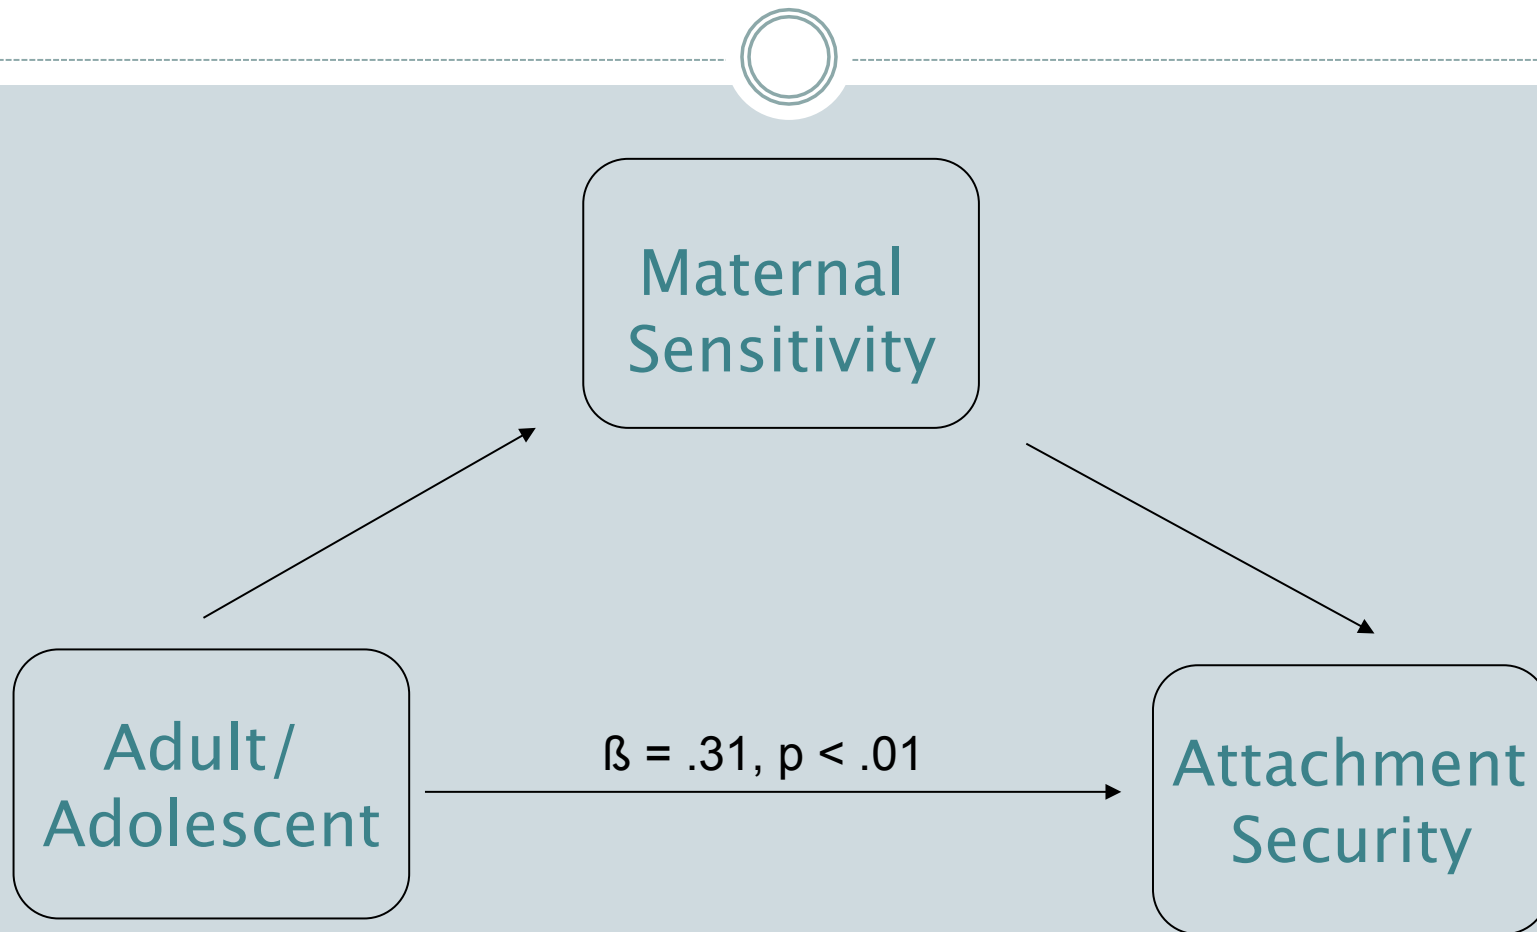 Maternal
Sensitivity
Adult/
Adolescent
ß = .31, p < .01
Attachment
Security